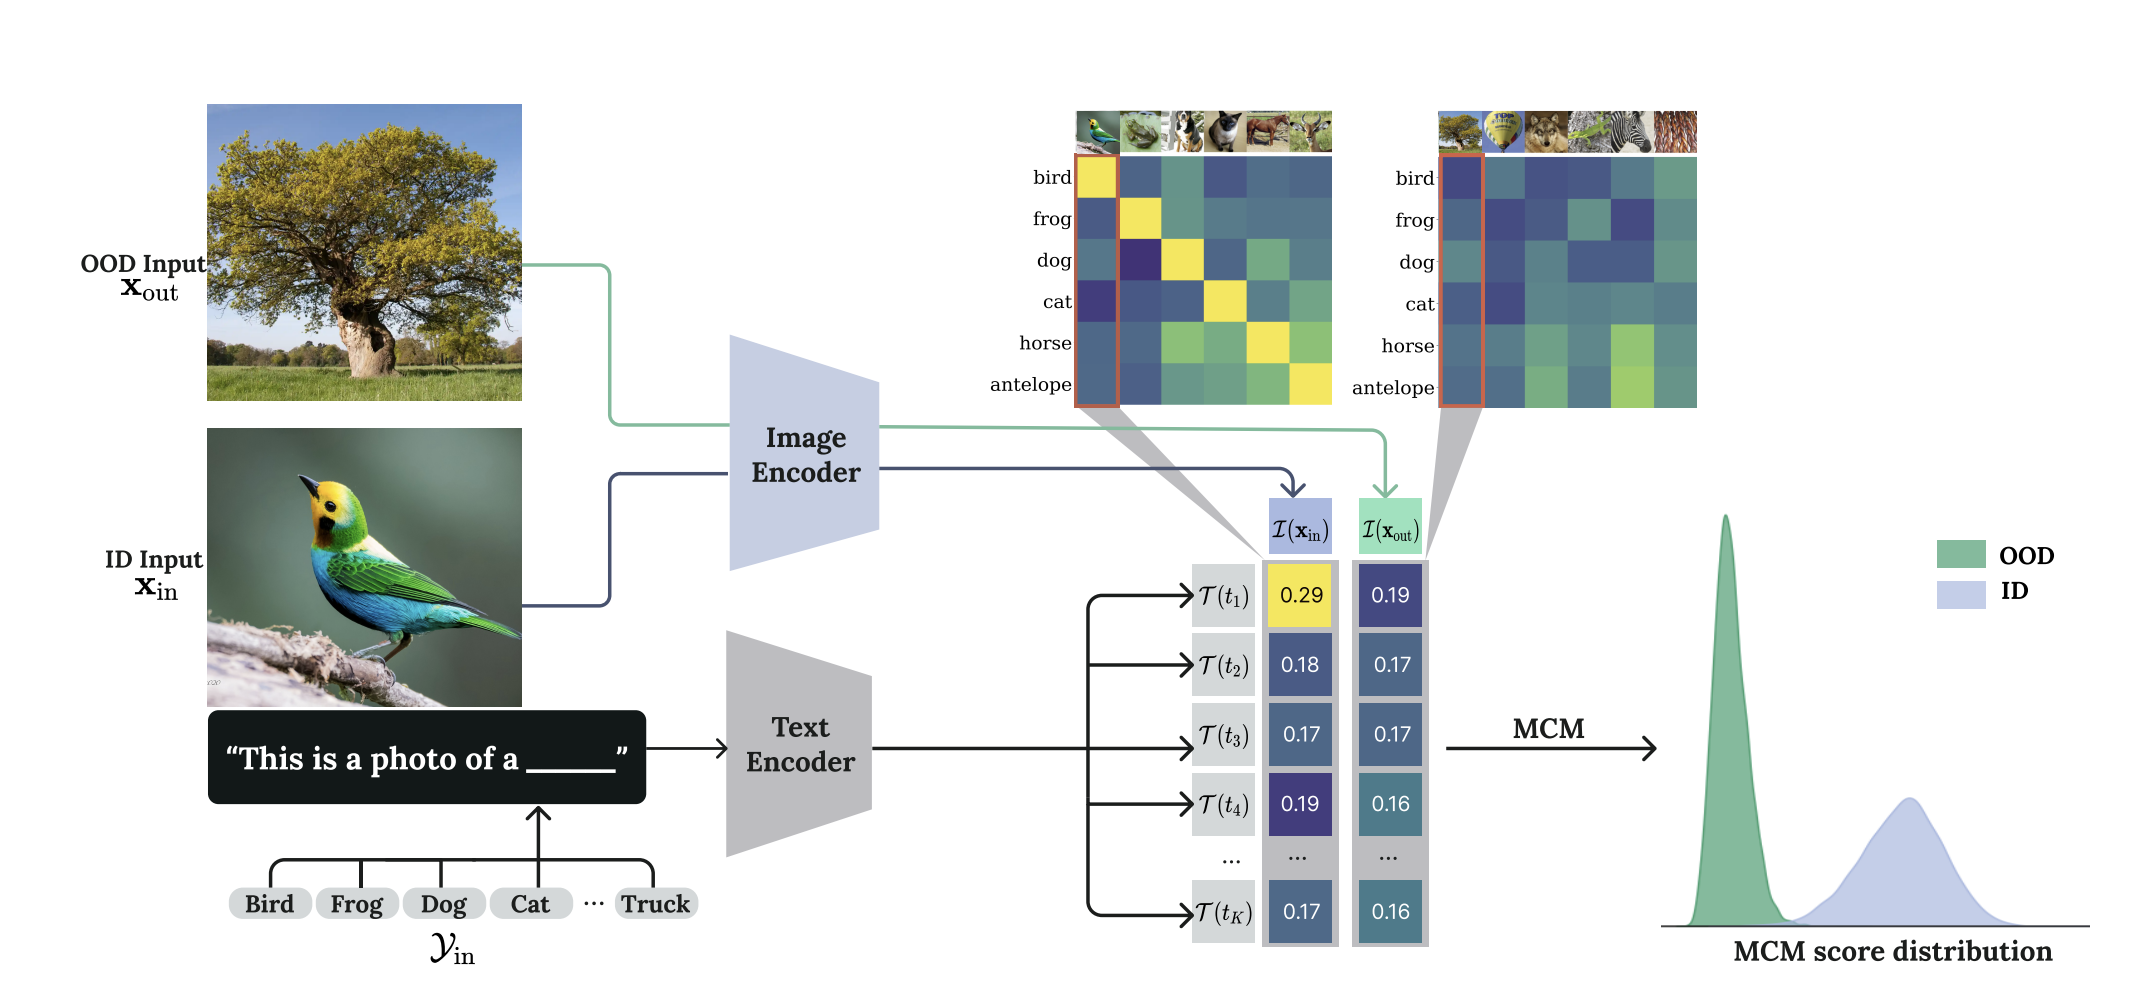 OOD Input
x_out
ID Input
x_in
“This is a photo of a ______”
Bird Frog Dog Cat ... Truck
𝒴_in
Image
Encoder
Text
Encoder
bird
frog
dog
cat
horse
antelope
TOP
bird
frog
dog
cat
horse
antelope
ℐ(x_in) ℐ(x_out)
𝒯(t_1) 0.29 0.19
𝒯(t_2) 0.18 0.17
𝒯(t_3) 0.17 0.17
𝒯(t_4) 0.19 0.16
... ... ...
𝒯(t_K) 0.17 0.16
MCM
OOD
ID
MCM score distribution